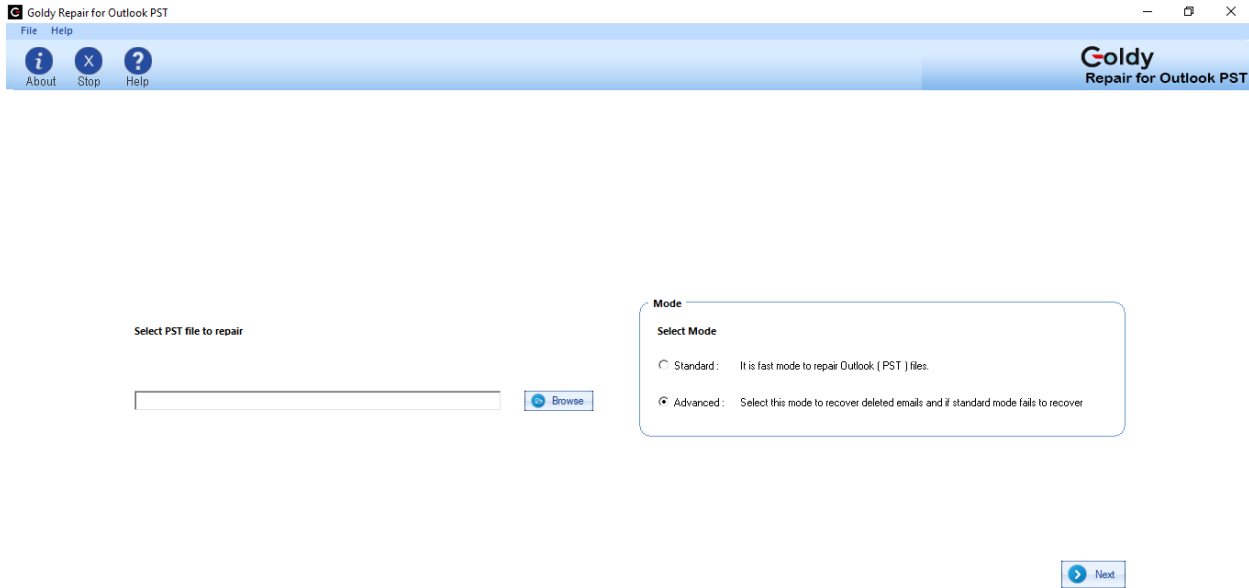 Goldy Repair for Outlook PST
File Help
About Stop Help
Goldy
Repair for Outlook PST
Mode
Select PST file to repair
Select Mode
Standard : It is fast mode to repair Outlook ( PST ) files.
Browse
Advanced : Select this mode to recover deleted emails and if standard mode fails to recover
Next